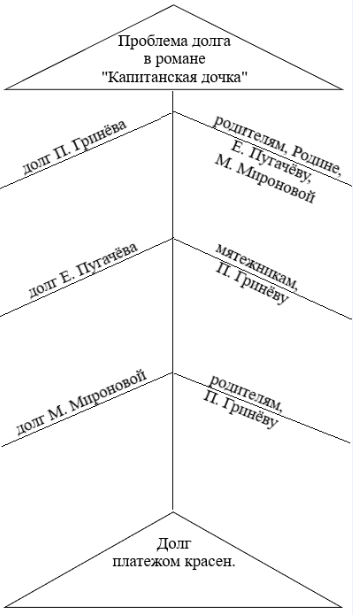 Проблема долга
в романе
"Капитанская дочка"
долг П. Гринёва
родителям, Родине,
Е. Пугачёву,
М. Мироновой
долг Е. Пугачёва
мятежникам,
П. Гринёву
долг М. Мироновой
родителям,
П. Гринёву
Долг
платежом красен.